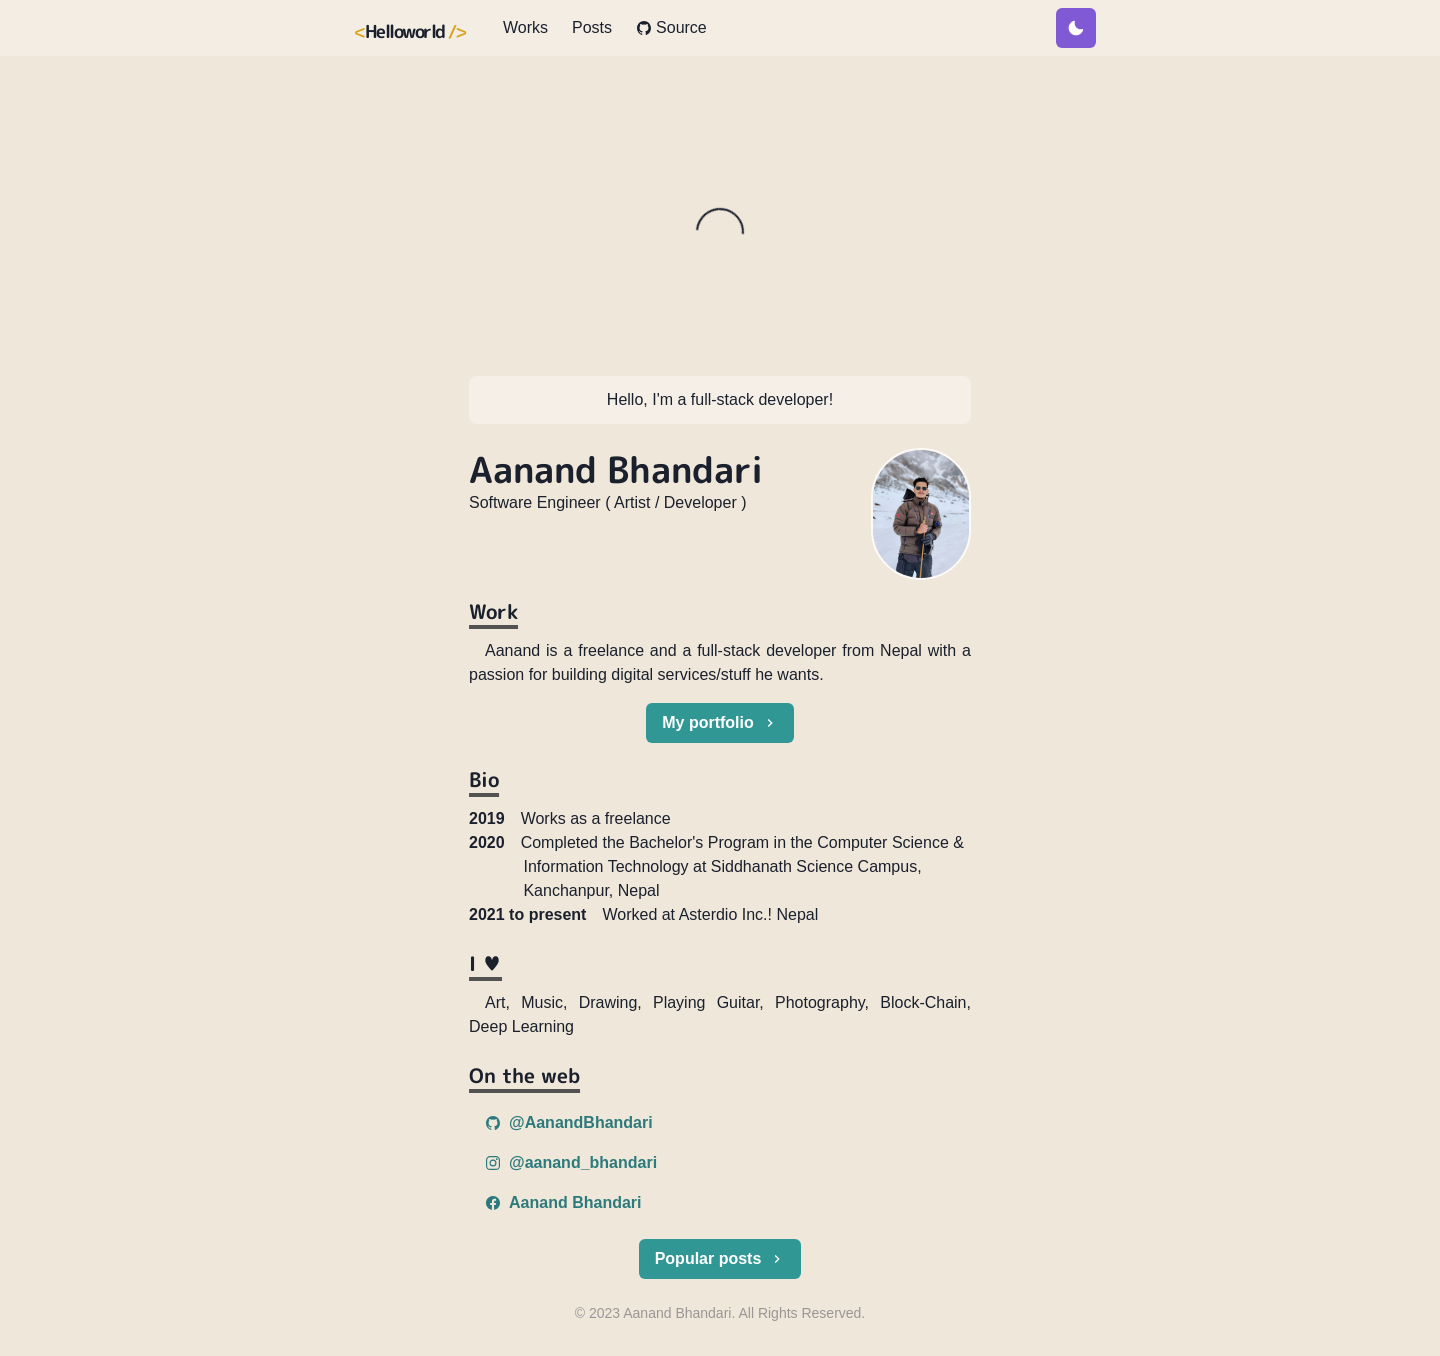 <Helloworld />
Works
Posts
Source
Hello, I'm a full-stack developer!
Aanand Bhandari
Software Engineer ( Artist / Developer )
Work
Aanand is a freelance and a full-stack developer from Nepal with a
passion for building digital services/stuff he wants.
My portfolio
Bio
2019 Works as a freelance
2020 Completed the Bachelor's Program in the Computer Science &
Information Technology at Siddhanath Science Campus,
Kanchanpur, Nepal
2021 to present Worked at Asterdio Inc.! Nepal
I ♥
Art, Music, Drawing, Playing Guitar, Photography, Block-Chain,
Deep Learning
On the web
@AanandBhandari
@aanand_bhandari
Aanand Bhandari
Popular posts
© 2023 Aanand Bhandari. All Rights Reserved.